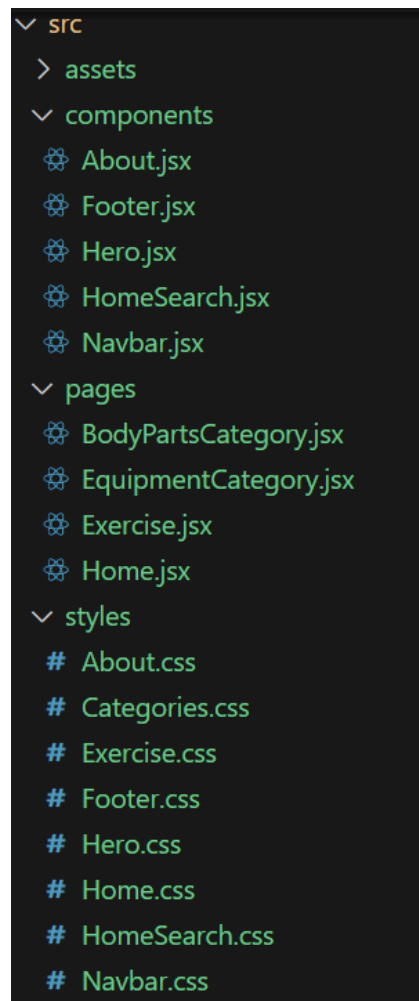 src
assets
components
About.jsx
Footer.jsx
Hero.jsx
HomeSearch.jsx
Navbar.jsx
pages
BodyPartsCategory.jsx
EquipmentCategory.jsx
Exercise.jsx
Home.jsx
styles
# About.css
# Categories.css
# Exercise.css
# Footer.css
# Hero.css
# Home.css
# HomeSearch.css
# Navbar.css